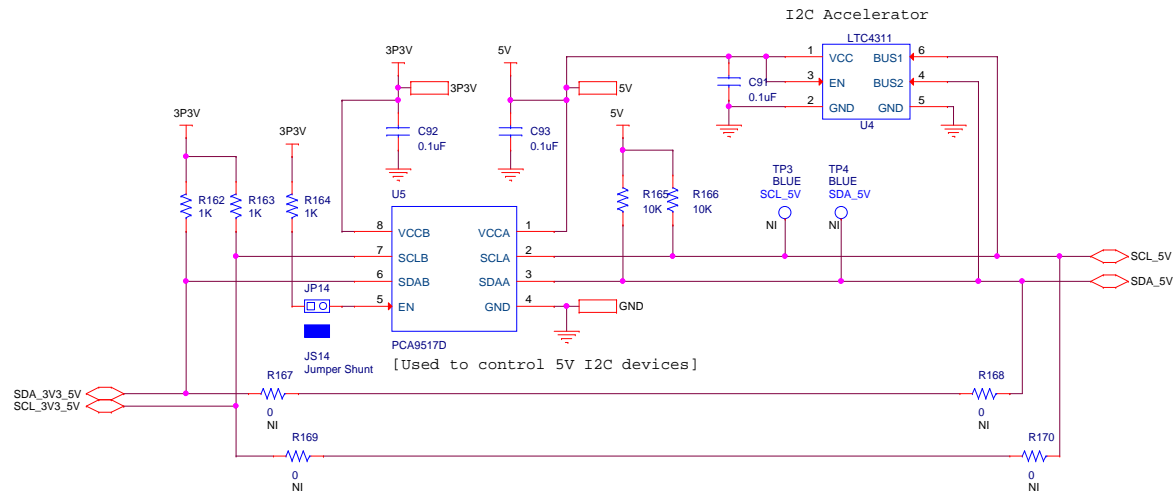 I2C Accelerator
LTC4311
1 VCC BUS1 6
3 EN BUS2 4
2 GND GND 5
U4
C91
0.1uF
3P3V
5V
3P3V
5V
C92
0.1uF
C93
0.1uF
3P3V
3P3V
5V
R162
1K
R163
1K
R164
1K
R165
10K
R166
10K
TP3
BLUE
SCL_5V
NI
TP4
BLUE
SDA_5V
NI
U5
8 VCCB VCCA 1
7 SCLB SCLA 2
6 SDAB SDAA 3
5 EN GND 4
PCA9517D
GND
SCL_5V
SDA_5V
JP14
JS14
Jumper Shunt
[Used to control 5V I2C devices]
SDA_3V3_5V
SCL_3V3_5V
R167
0
NI
R168
0
NI
R169
0
NI
R170
0
NI